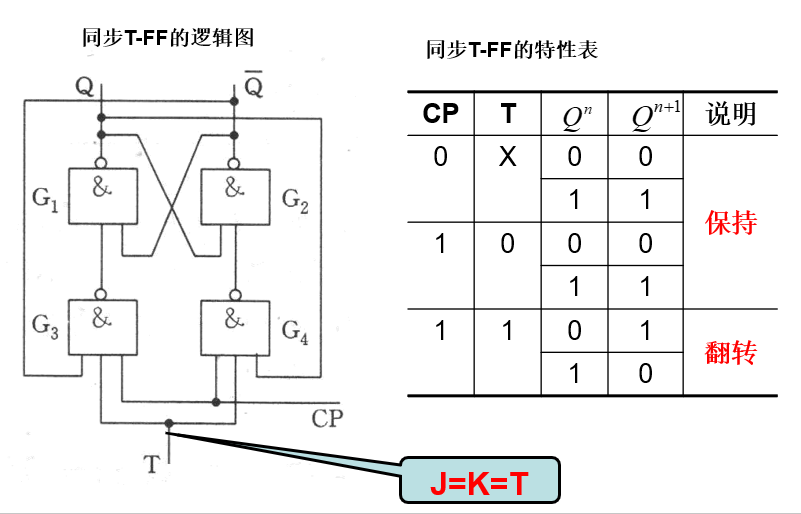 同步T-FF的逻辑图
Q
Q̅
&
&
G₁
G₂
&
&
G₃
G₄
CP
T
J=K=T
同步T-FF的特性表
CP T Qⁿ Qⁿ⁺¹ 说明
0 X 0 0
1 1
保持
1 0 0 0
1 1
1 1 0 1
翻转
1 0